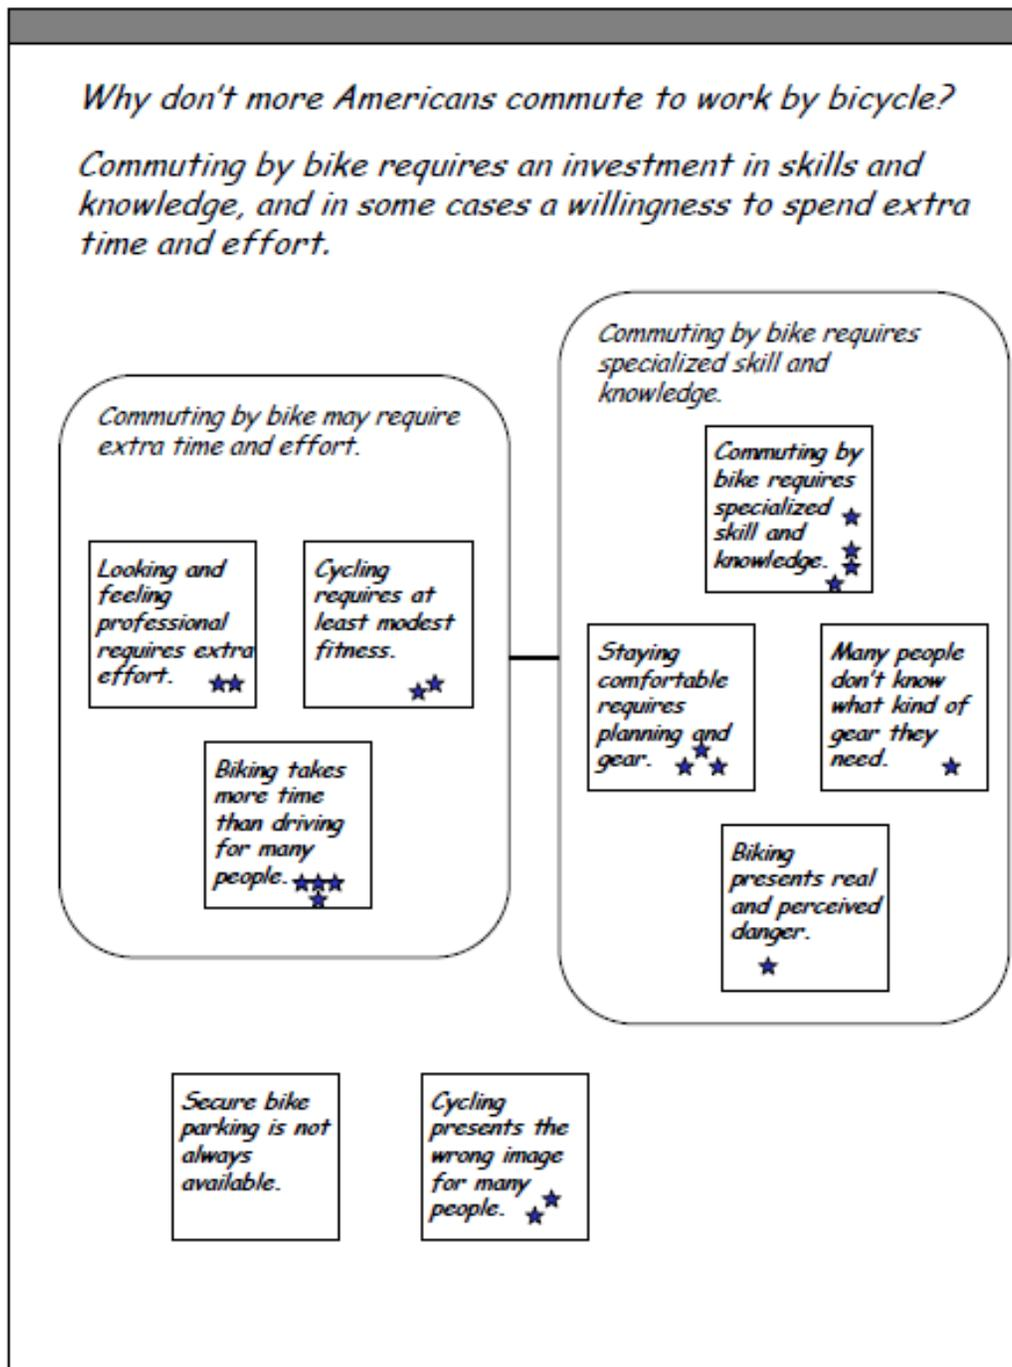 Why don't more Americans commute to work by bicycle?
Commuting by bike requires an investment in skills and
knowledge, and in some cases a willingness to spend extra
time and effort.
Commuting by bike may require
extra time and effort.
Looking and
feeling
professional
requires extra
effort.
Cycling
requires at
least modest
fitness.
Biking takes
more time
than driving
for many
people.
Commuting by bike requires
specialized skill and
knowledge.
Commuting by
bike requires
specialized
skill and
knowledge.
Staying
comfortable
requires
planning and
gear.
Many people
don't know
what kind of
gear they
need.
Biking
presents real
and perceived
danger.
Secure bike
parking is not
always
available.
Cycling
presents the
wrong image
for many
people.